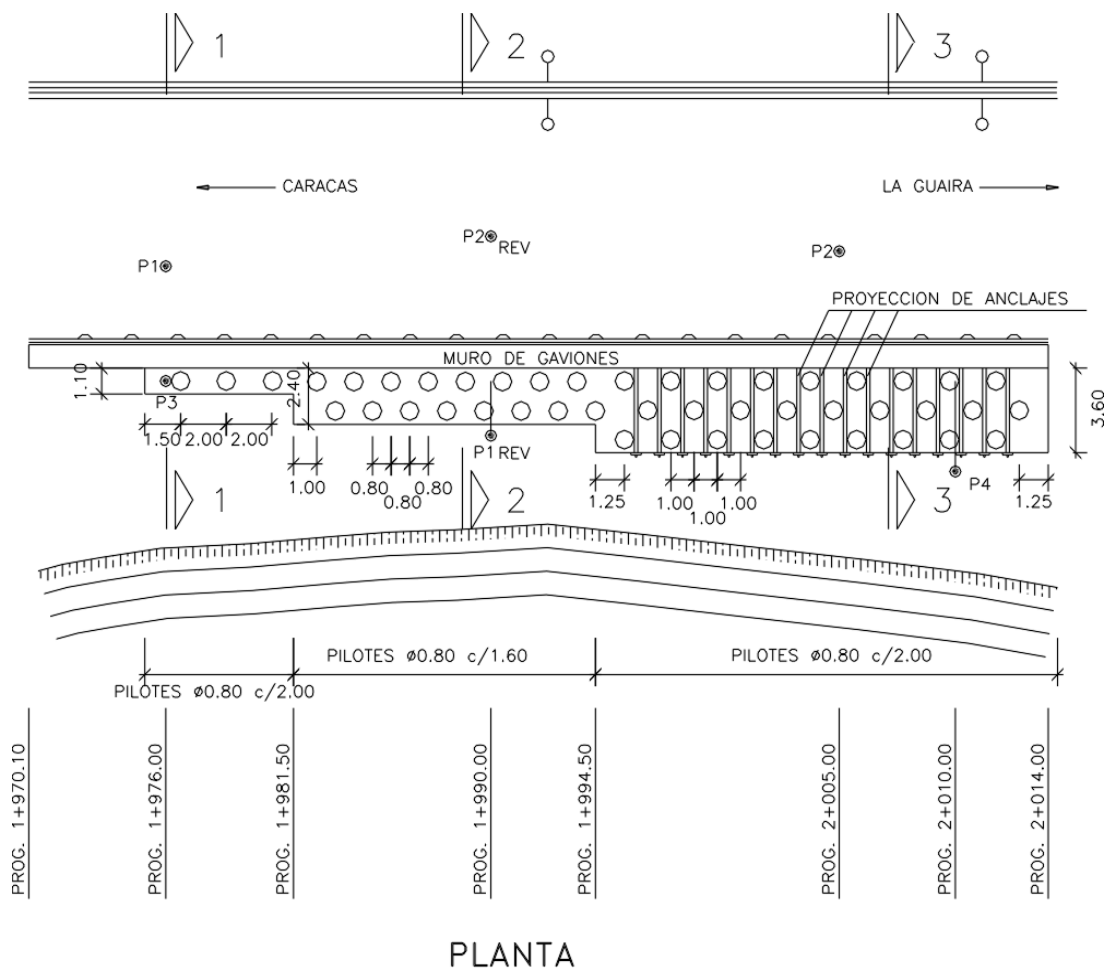 1
2
3
CARACAS
LA GUAIRA
P1
P2
REV
P2
PROYECCION DE ANCLAJES
MURO DE GAVIONES
1.10
2.40
3.60
P3
P1
REV
P4
1.50
2.00
2.00
1.00
0.80
0.80
0.80
1.25
1.00
1.00
1.00
1.25
1
2
3
PILOTES ø0.80 c/2.00
PILOTES ø0.80 c/1.60
PILOTES ø0.80 c/2.00
PROG. 1+970.10
PROG. 1+976.00
PROG. 1+981.50
PROG. 1+990.00
PROG. 1+994.50
PROG. 2+005.00
PROG. 2+010.00
PROG. 2+014.00
PLANTA